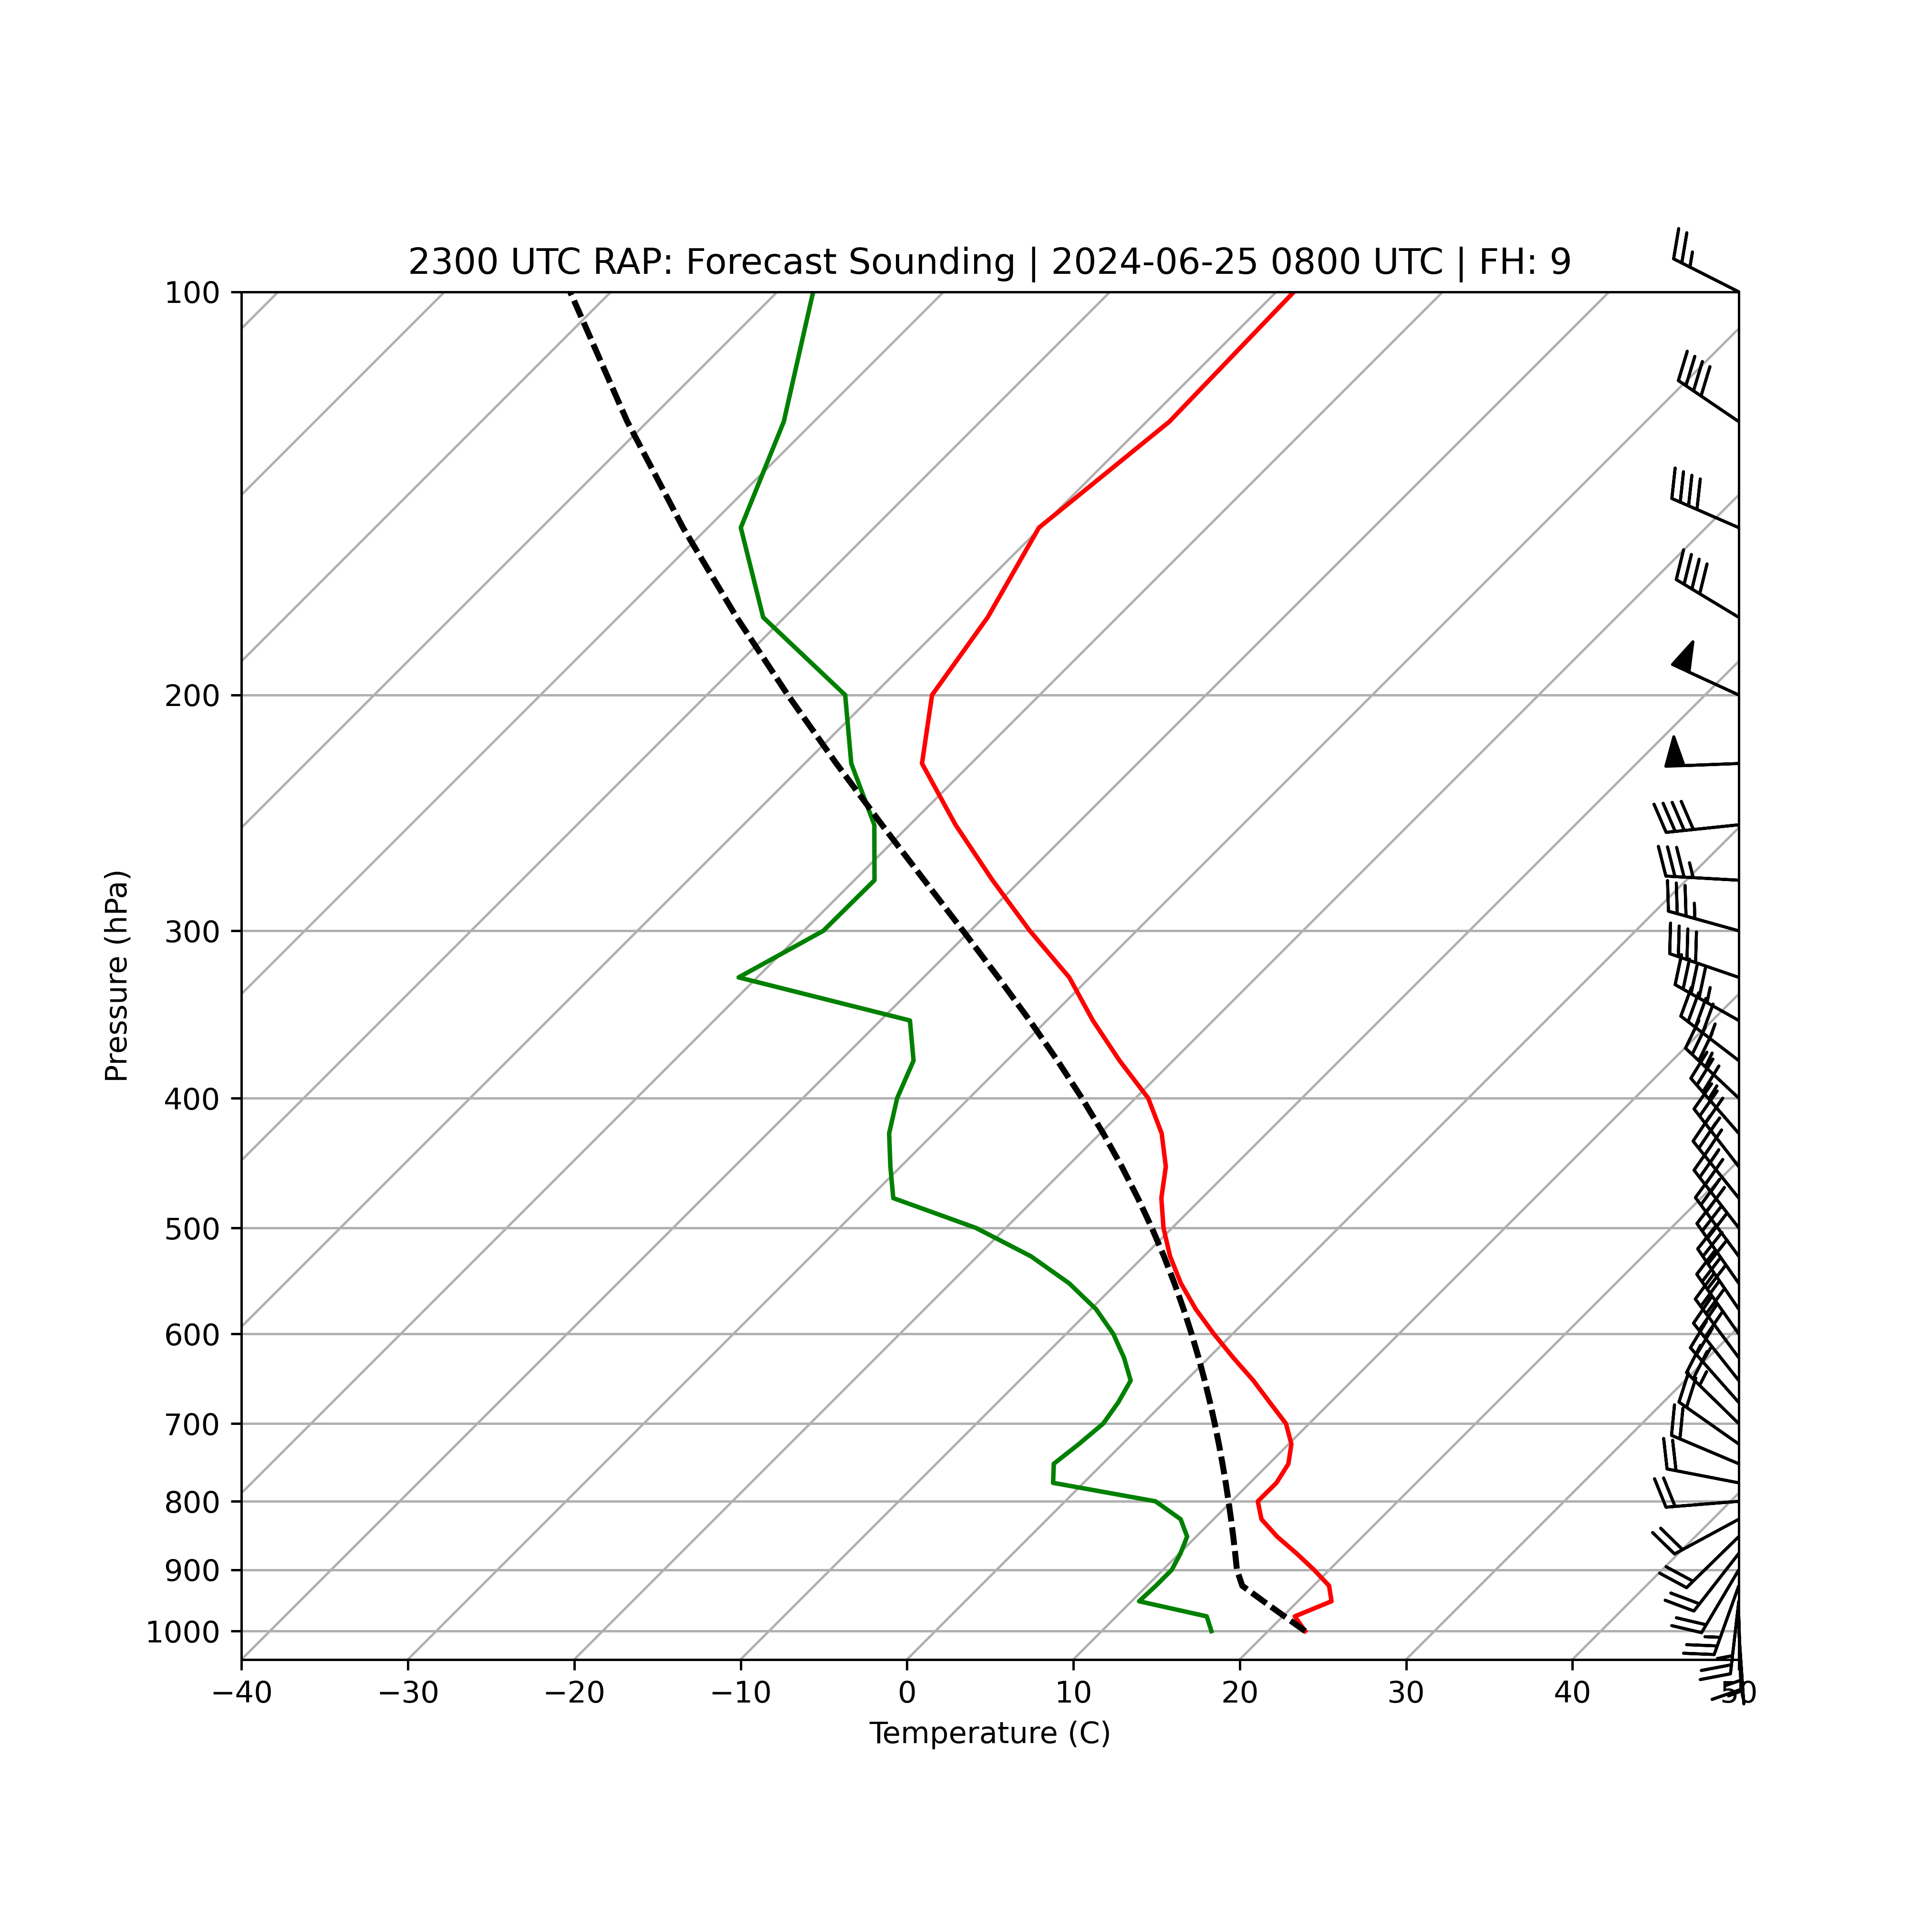 2300 UTC RAP: Forecast Sounding | 2024-06-25 0800 UTC | FH: 9
100
200
300
400
500
600
700
800
900
1000
Pressure (hPa)
−40 −30 −20 −10 0 10 20 30 40 50
Temperature (C)